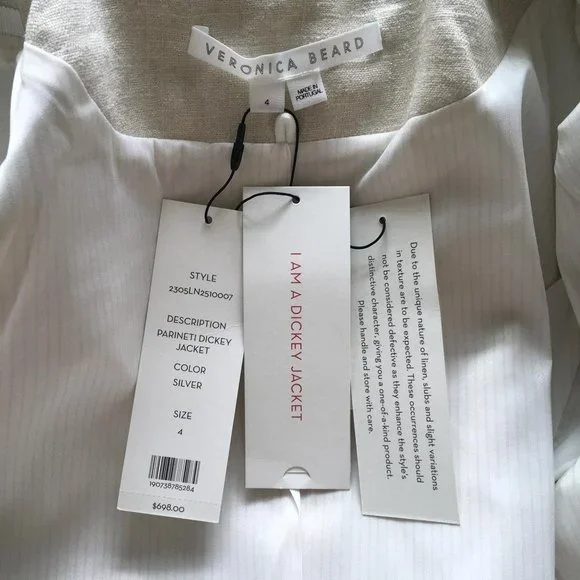 VERONICA BEARD
4
MADE IN
PORTUGAL
STYLE
2305LN2510007
DESCRIPTION
PARINETI DICKEY
JACKET
COLOR
SILVER
SIZE
4
190738785284
$698.00
I AM A DICKEY JACKET
Due to the unique nature of linen, slubs and slight variations
in texture are to be expected. These occurrences should
not be considered defective as they enhance the style's
distinctive character, giving you a one-of-a-kind product.
Please handle and store with care.